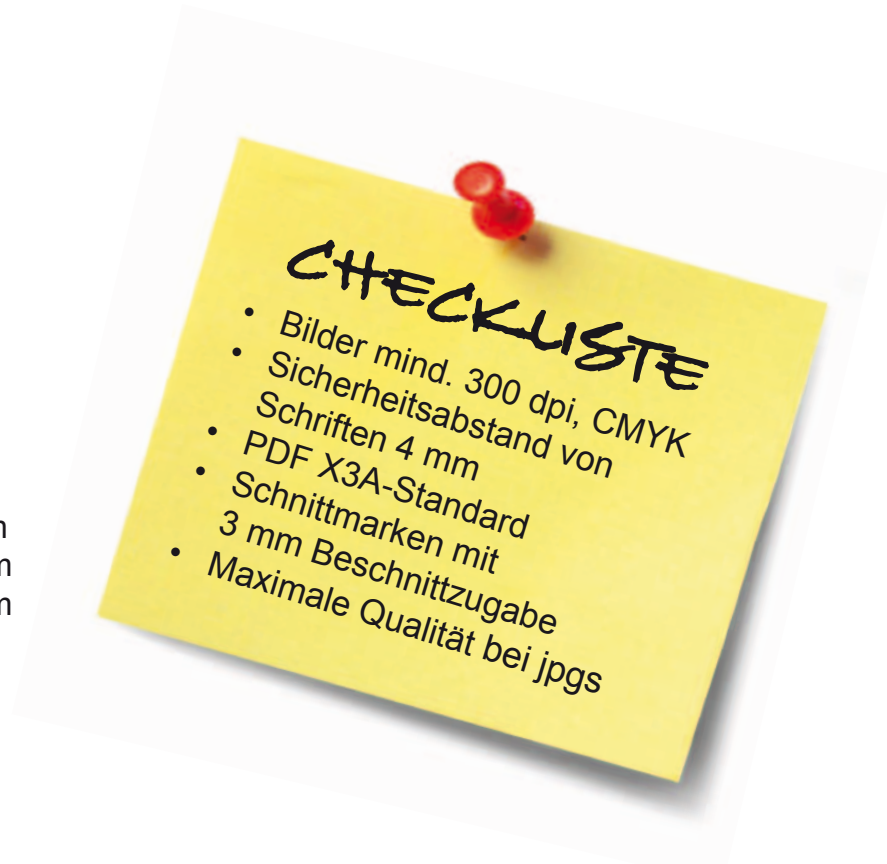 CHECKLISTE
• Bilder mind. 300 dpi, CMYK
• Sicherheitsabstand von
Schriften 4 mm
• PDF X3A-Standard
• Schnittmarken mit
3 mm Beschnittzugabe
• Maximale Qualität bei jpgs